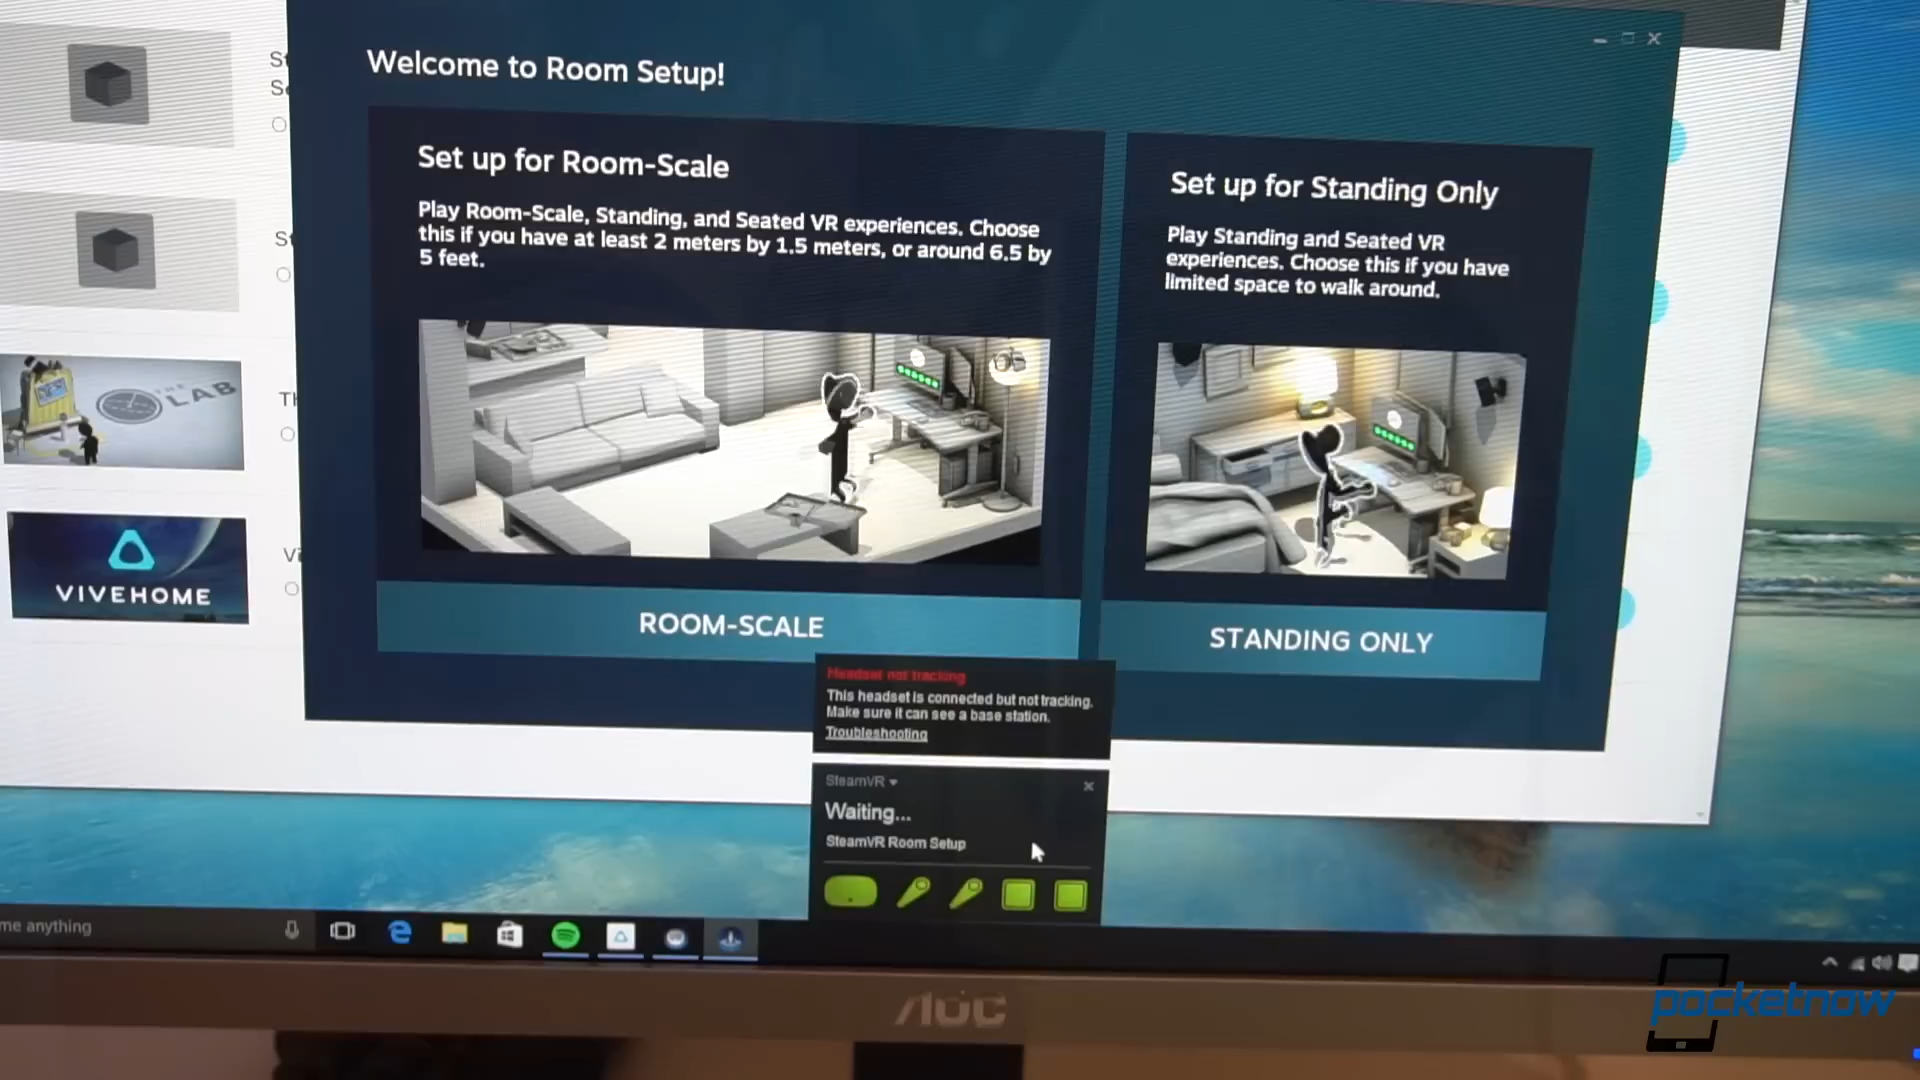 Welcome to Room Setup!
Set up for Room-Scale
Play Room-Scale, Standing, and Seated VR experiences. Choose
this if you have at least 2 meters by 1.5 meters, or around 6.5 by
5 feet.
ROOM-SCALE
Set up for Standing Only
Play Standing and Seated VR
experiences. Choose this if you have
limited space to walk around.
STANDING ONLY
THE
LAB
VIVEHOME
Headset not tracking
This headset is connected but not tracking.
Make sure it can see a base station.
Troubleshooting
SteamVR
Waiting...
SteamVR Room Setup
me anything
AOC
pocketnow